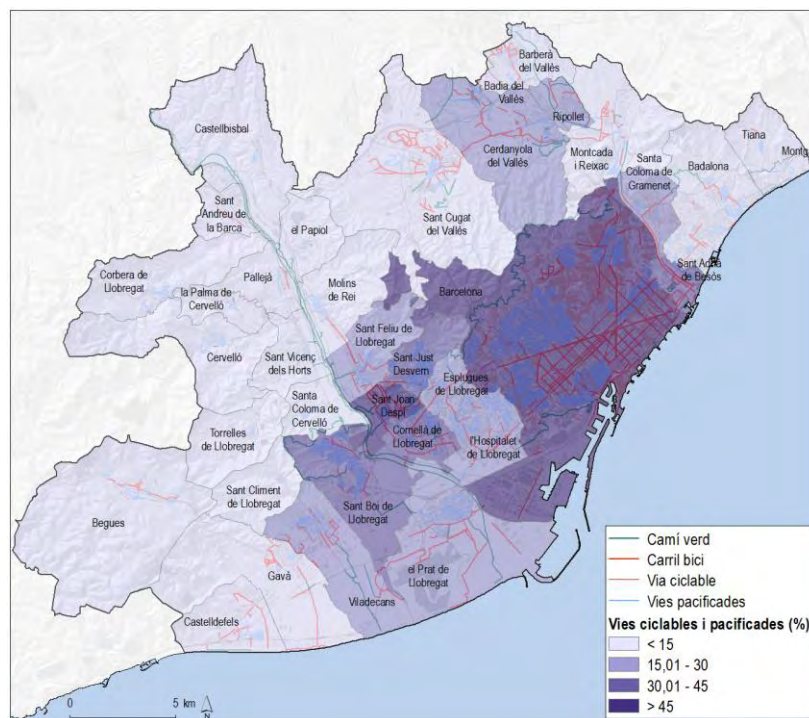 Barberà
del Vallès
Badia del
Vallès
Castellbisbal
Ripollet
Tiana
Cerdanyola
del Vallès
Montcada
i Reixac
Santa
Coloma de
Gramenet
Badalona
Montg
Sant
Andreu de
la Barca
el Papiol
Sant Cugat
del Vallès
Corbera de
Llobregat
Pallejà
Molins
de Rei
Barcelona
Sant Adrià
de Besòs
la Palma de
Cervelló
Sant Feliu de
Llobregat
Cervelló
Sant Vicenç
dels Horts
Sant Just
Desvern
Esplugues
de Llobregat
Santa
Coloma de
Cervelló
Sant Joan
Despí
Cornellà de
Llobregat
l'Hospitalet
de Llobregat
Torrelles
de Llobregat
Sant Climent
de Llobregat
Sant Boi de
Llobregat
Begues
Gavà
el Prat de
Llobregat
Viladecans
Castelldefels
Camí verd
Carril bici
Via ciclable
Vies pacificades
Vies ciclables i pacificades (%)
< 15
15,01 - 30
30,01 - 45
> 45
0 5 km
N